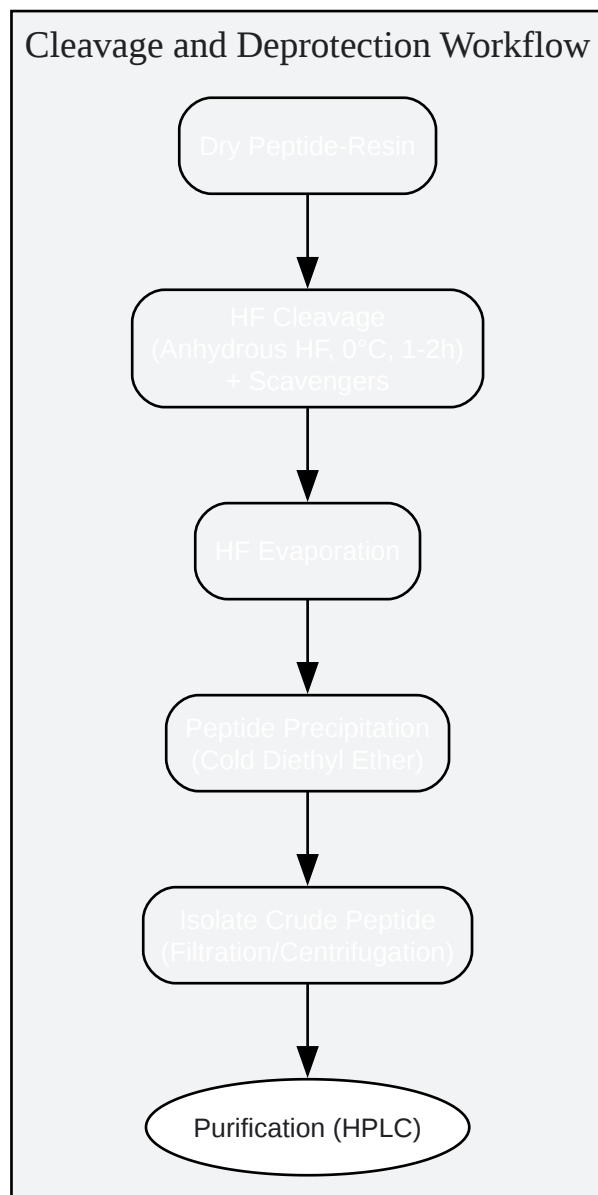 Cleavage and Deprotection Workflow
Dry Peptide-Resin
HF Cleavage
(Anhydrous HF, 0°C, 1-2h)
+ Scavengers
HF Evaporation
Peptide Precipitation
(Cold Diethyl Ether)
Isolate Crude Peptide
(Filtration/Centrifugation)
Purification (HPLC)